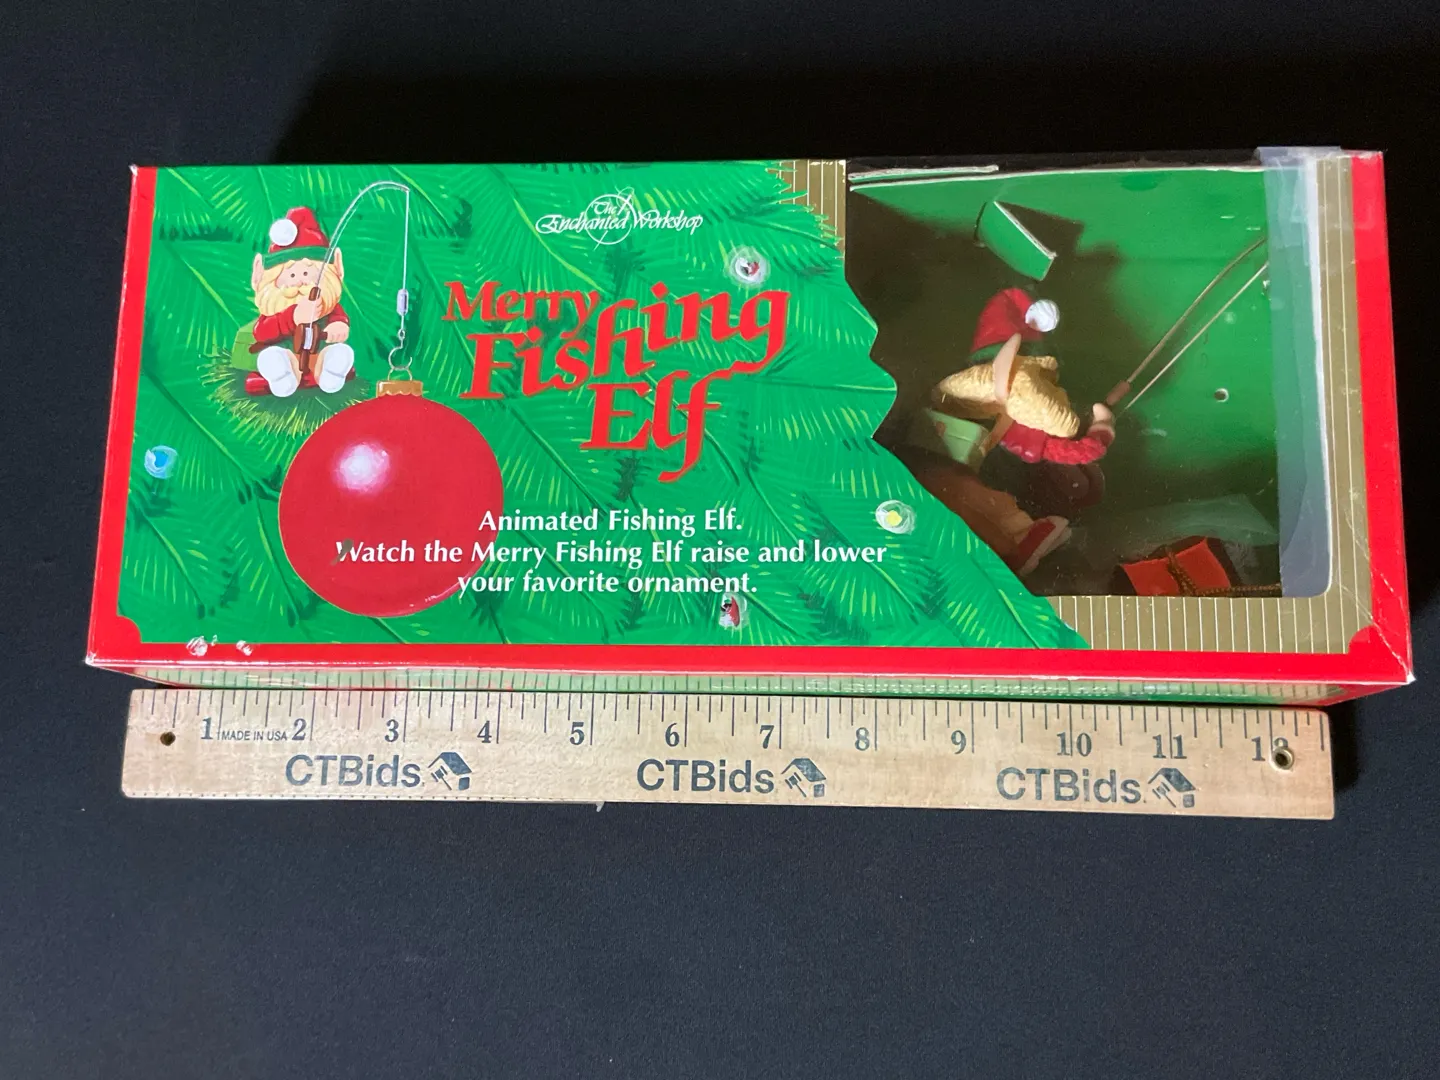 The
Enchanted Workshop
Merry
Fishing
Elf
Animated Fishing Elf.
Watch the Merry Fishing Elf raise and lower
your favorite ornament.
1 MADE IN USA 2 3 4 5 6 7 8 9 10 11
CTBids. CTBids CTBids.